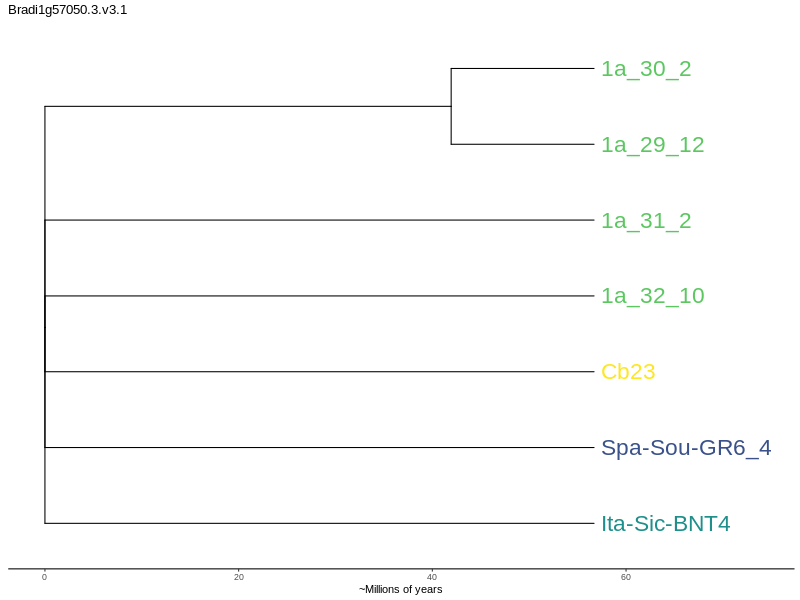 Bradi1g57050.3.v3.1
1a_30_2
1a_29_12
1a_31_2
1a_32_10
Cb23
Spa-Sou-GR6_4
Ita-Sic-BNT4
0 20 40 60
~Millions of years